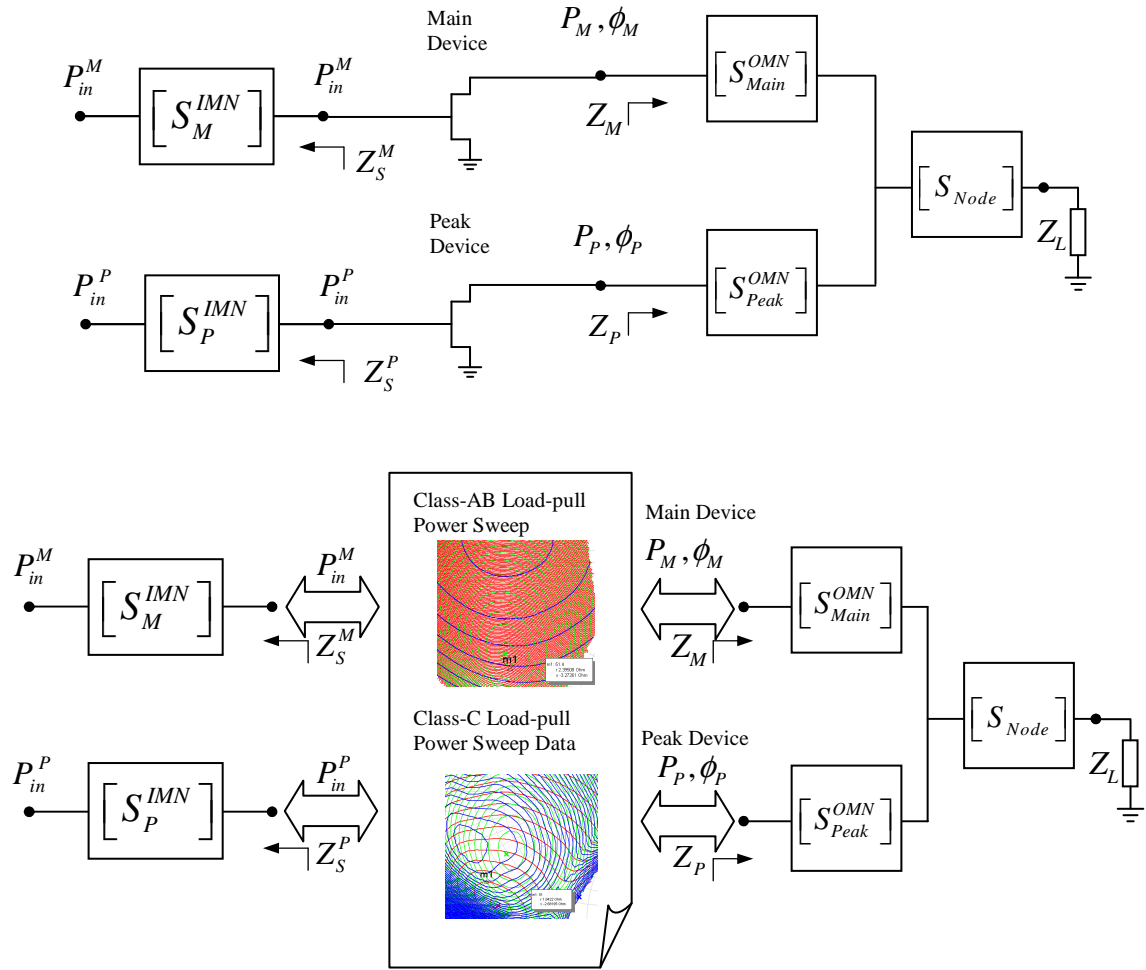 Main
Device
P_M, ϕ_M
P_in^M
P_in^M
[S_M^IMN]
[S_Main^OMN]
Z_M
Z_S^M
[S_Node]
Z_L
Peak
Device
P_P, ϕ_P
P_in^P
P_in^P
[S_P^IMN]
[S_Peak^OMN]
Z_P
Z_S^P
Class-AB Load-pull
Power Sweep
Main Device
P_M, ϕ_M
P_in^M
P_in^M
[S_M^IMN]
[S_Main^OMN]
Z_S^M
Z_M
m1
Class-C Load-pull
Power Sweep Data
[S_Node]
Z_L
Peak Device
P_P, ϕ_P
P_in^P
P_in^P
[S_P^IMN]
[S_Peak^OMN]
Z_S^P
Z_P
m1